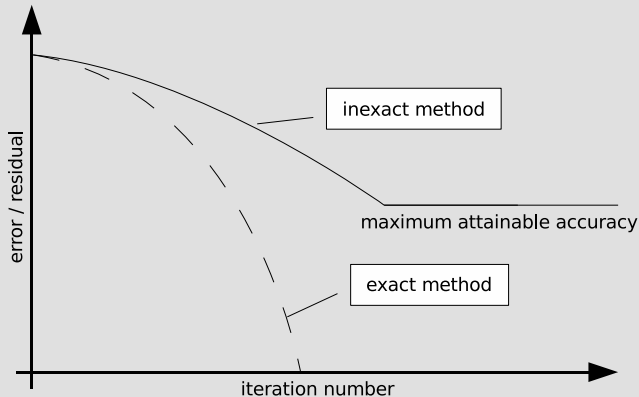 error / residual
inexact method
maximum attainable accuracy
exact method
iteration number